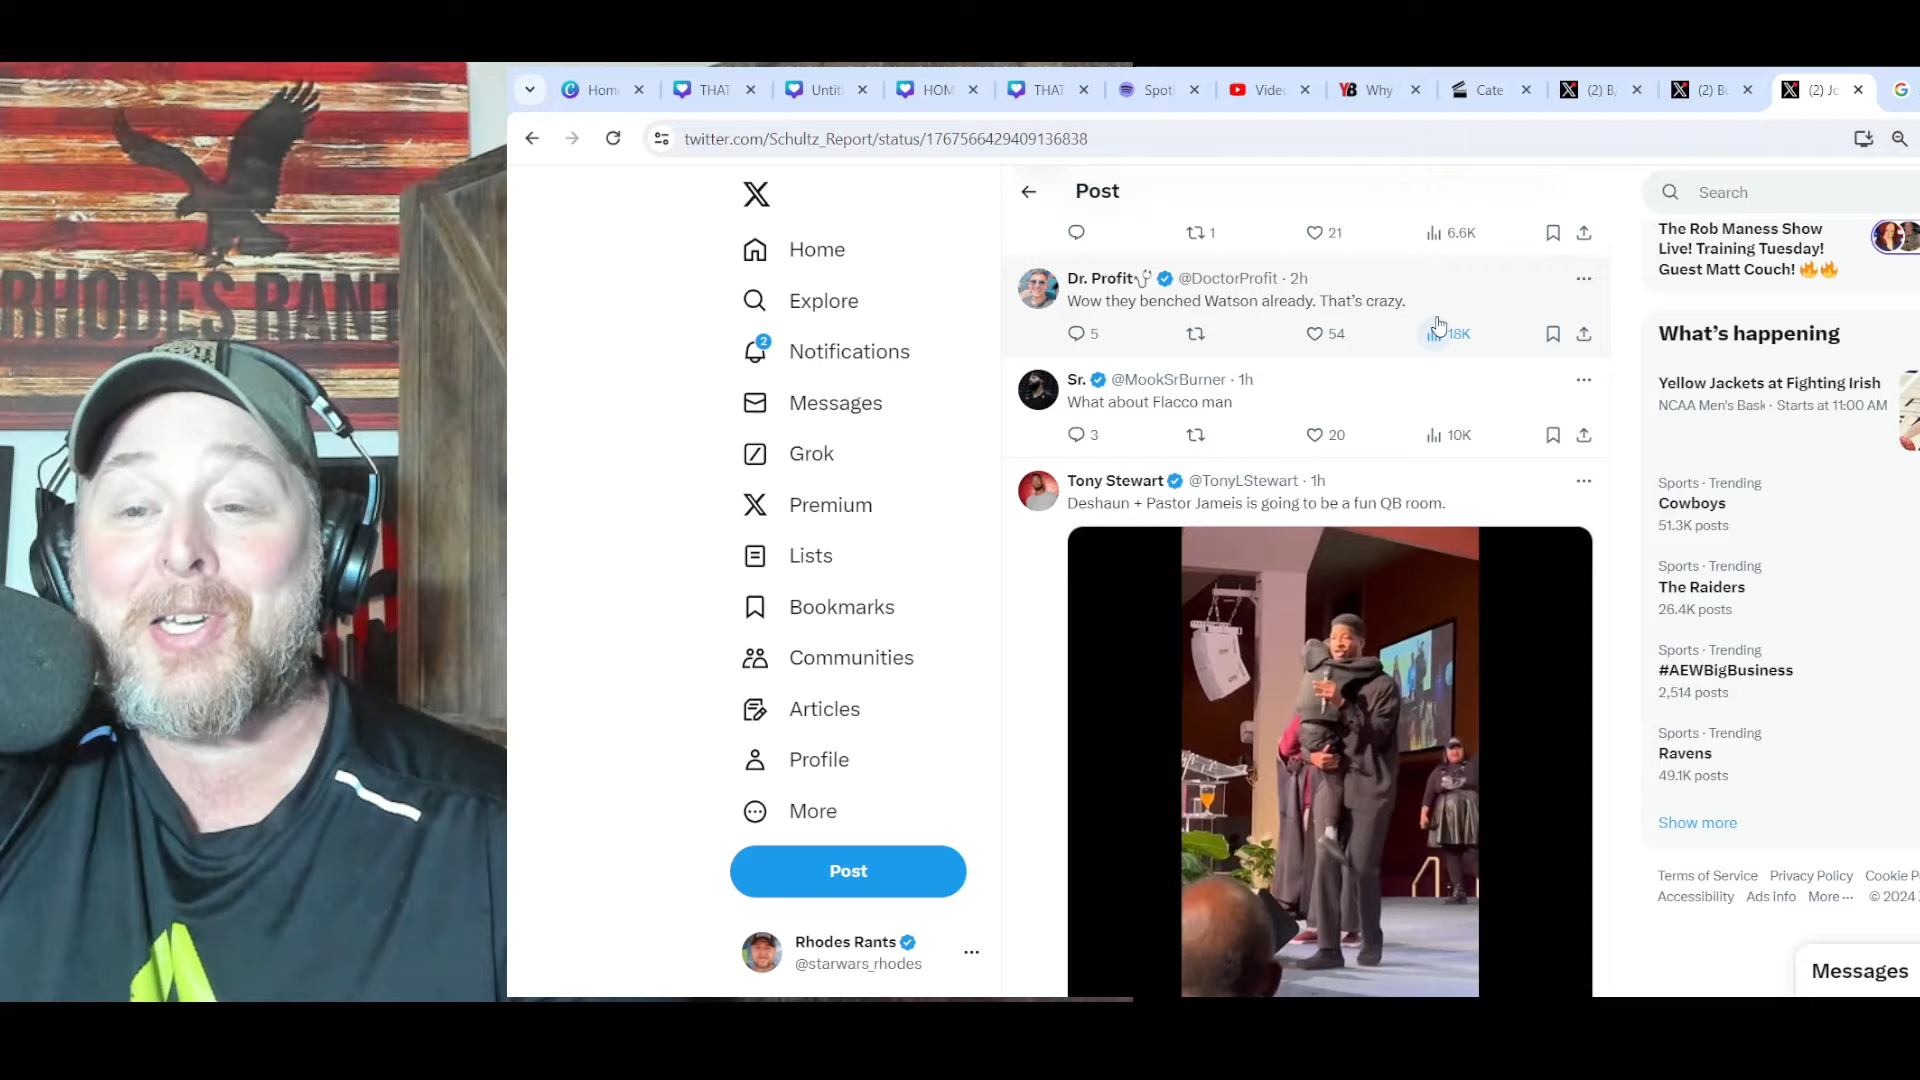 RHODES RANT
Hom
THAT
Untit
HOM
THAT
Spot
Vide
YB Why
Cate
(2) B
(2) B
(2) Jc
twitter.com/Schultz_Report/status/1767566429409136838
Home
Explore
2
Notifications
Messages
Grok
Premium
Lists
Bookmarks
Communities
Articles
Profile
More
Post
Rhodes Rants
@starwars_rhodes
Post
1
21
6.6K
Dr. Profit @DoctorProfit · 2h
Wow they benched Watson already. That's crazy.
5
54
18K
Sr. @MookSrBurner · 1h
What about Flacco man
3
20
10K
Tony Stewart @TonyLStewart · 1h
Deshaun + Pastor Jameis is going to be a fun QB room.
Search
The Rob Maness Show
Live! Training Tuesday!
Guest Matt Couch! 🔥🔥
What's happening
Yellow Jackets at Fighting Irish
NCAA Men's Bask · Starts at 11:00 AM
Sports · Trending
Cowboys
51.3K posts
Sports · Trending
The Raiders
26.4K posts
Sports · Trending
#AEWBigBusiness
2,514 posts
Sports · Trending
Ravens
49.1K posts
Show more
Terms of Service Privacy Policy Cookie P
Accessibility Ads info More ··· © 2024
Messages